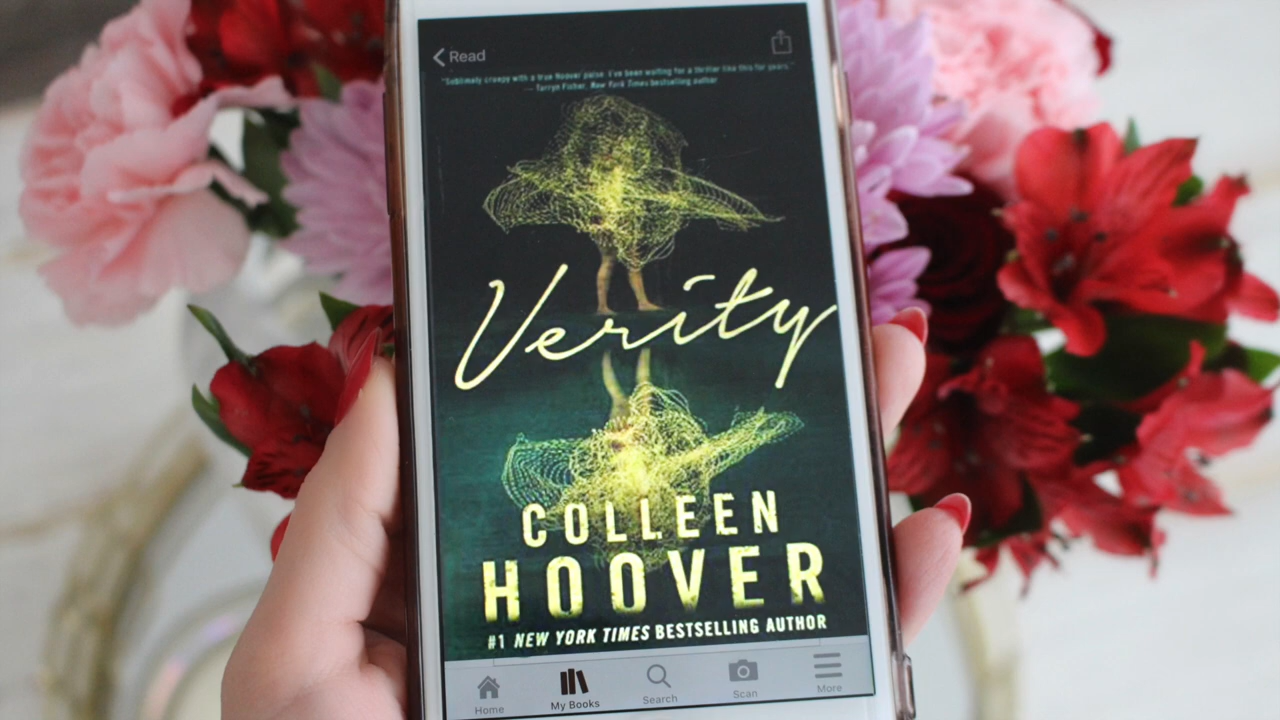 Read
"Sublimely creepy with a true Hoover pulse. I've been waiting for a thriller like this for years."
— Tarryn Fisher, New York Times bestselling author
Verity
COLLEEN
HOOVER
#1 NEW YORK TIMES BESTSELLING AUTHOR
Home My Books Search Scan More